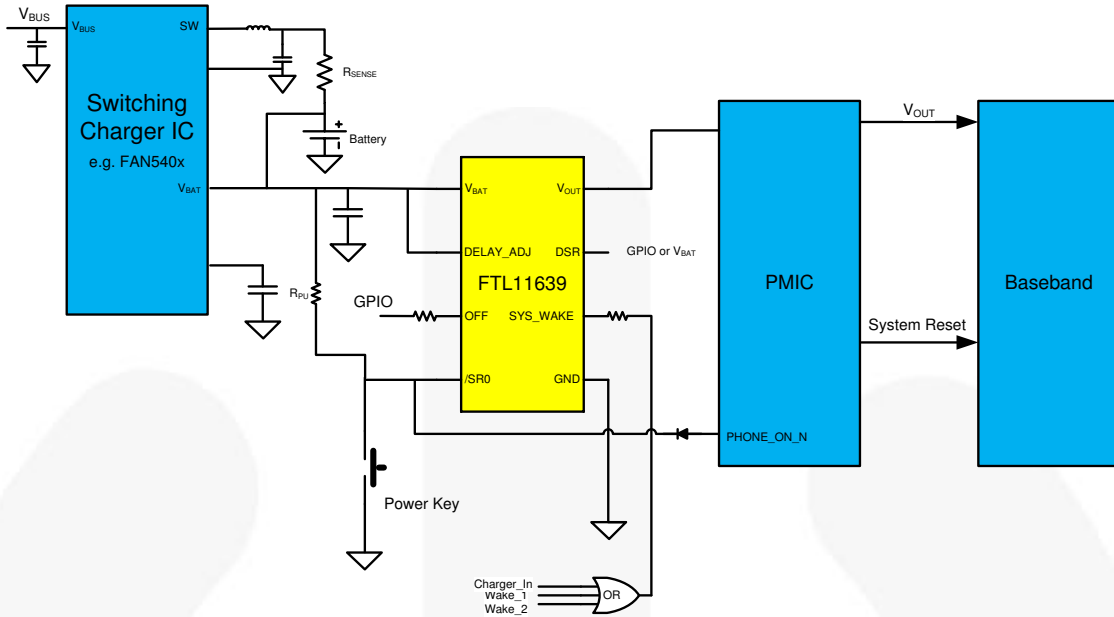 VBUS
VBUS
SW
RSENSE
Switching
Charger IC
e.g. FAN540x
+
-
Battery
VBAT
VBAT
VOUT
DELAY_ADJ
DSR
GPIO or VBAT
FTL11639
RPU
GPIO
OFF
SYS_WAKE
/SR0
GND
PMIC
VOUT
Baseband
System Reset
PHONE_ON_N
Power Key
Charger_In
Wake_1
Wake_2
OR